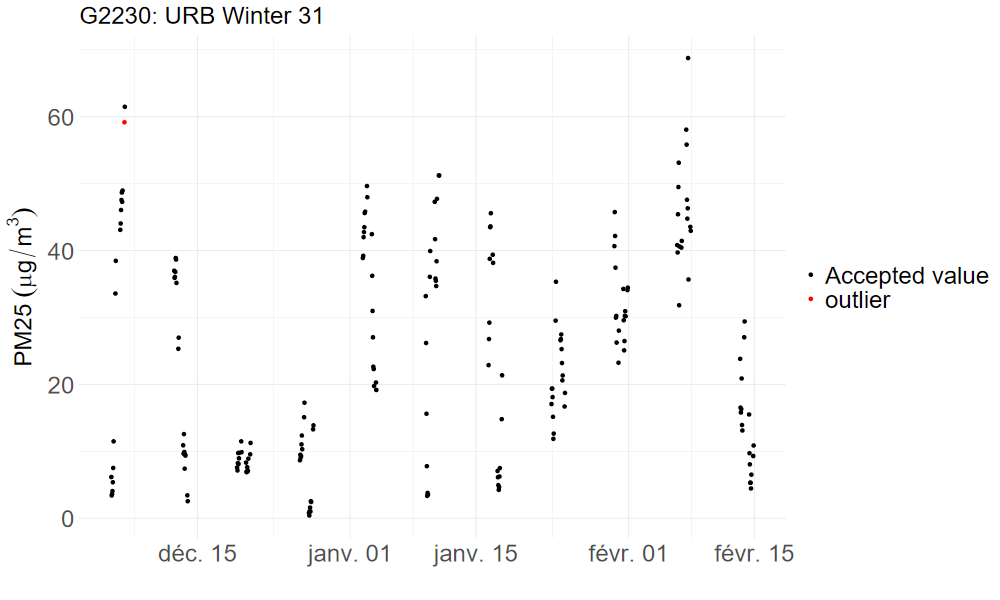 G2230: URB Winter 31
PM25 (μg/m³)
60
40
20
0
déc. 15
janv. 01
janv. 15
févr. 01
févr. 15
Accepted value
outlier